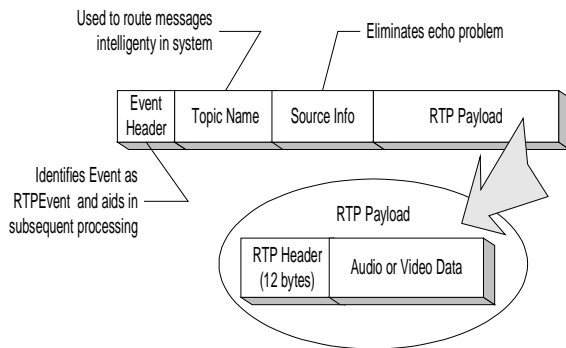 Used to route messages
intelligenty in system
Eliminates echo problem
Event
Header
Topic Name
Source Info
RTP Payload
Identifies Event as
RTPEvent and aids in
subsequent processing
RTP Payload
RTP Header
(12 bytes)
Audio or Video Data